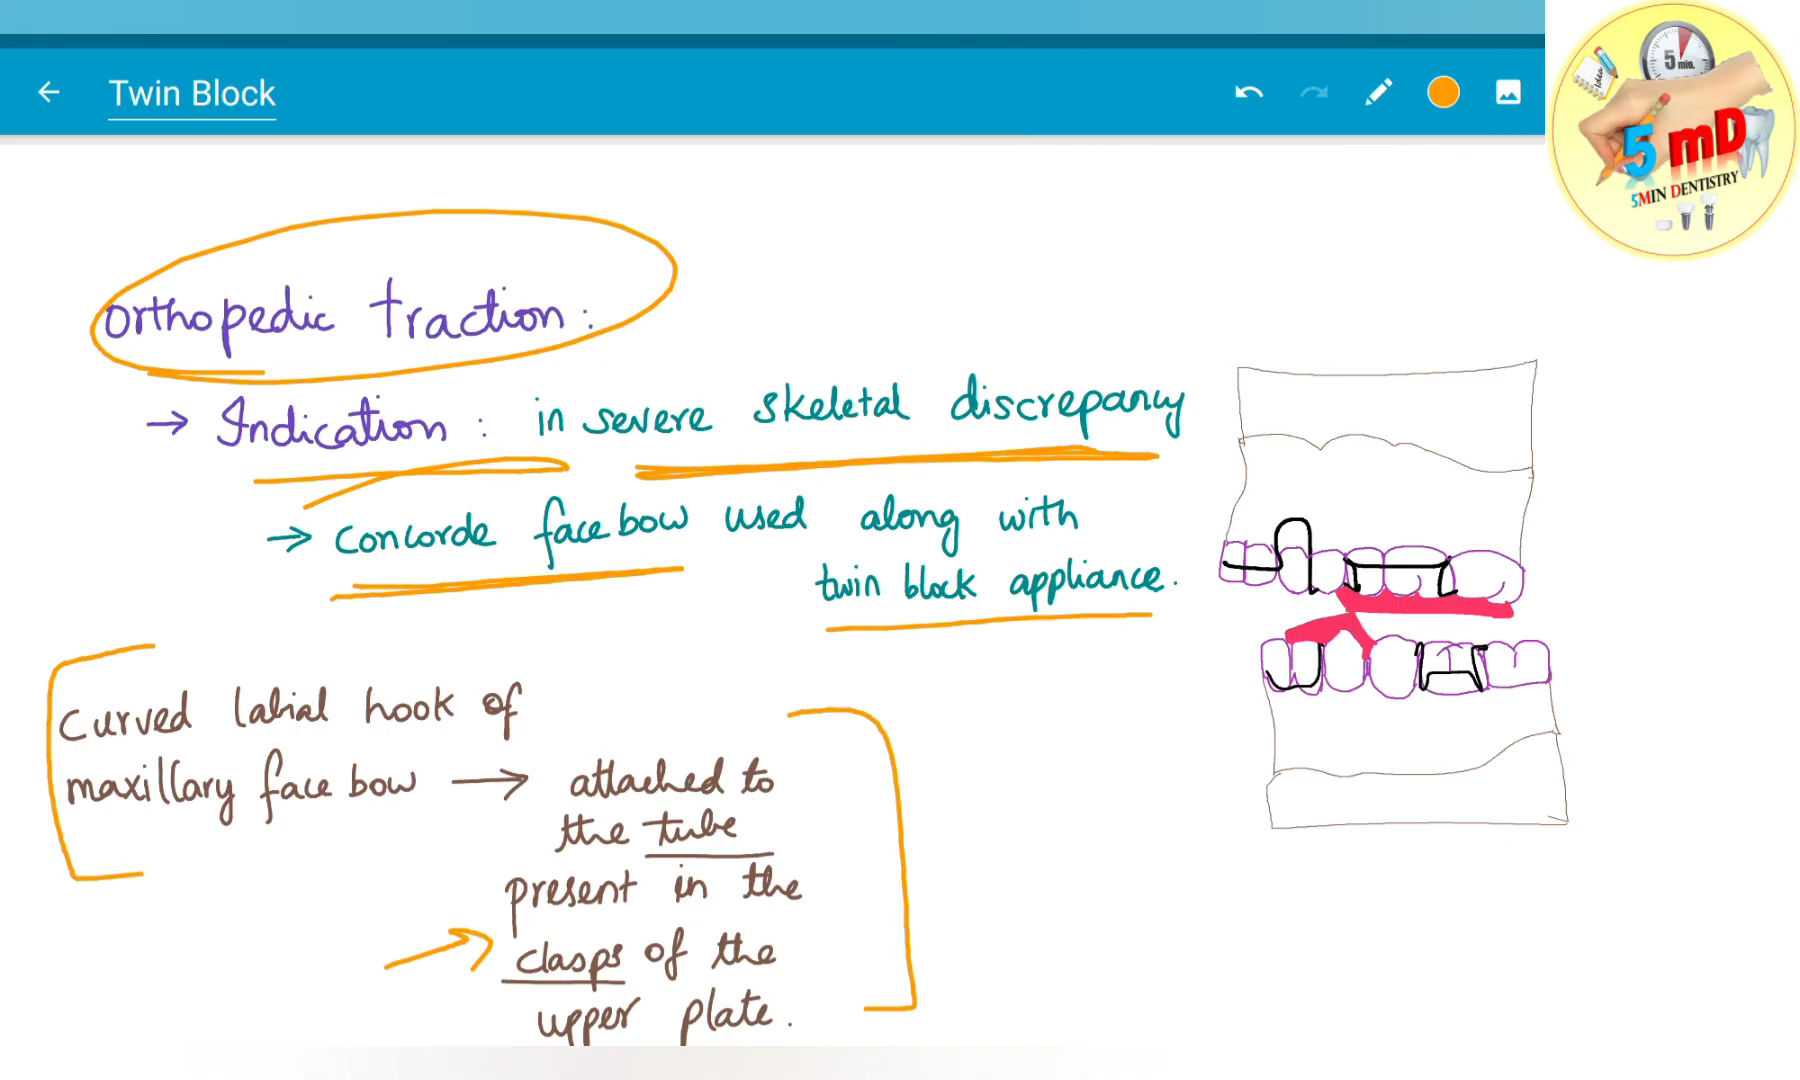 Twin Block
5 min.
Idea
5 mD
5MIN DENTISTRY
orthopedic traction:
→ Indication: in severe skeletal discrepancy
→ concorde facebow used along with
twin block appliance.
curved labial hook of
maxillary face bow → attached to
the tube
present in the
clasps of the
upper plate.